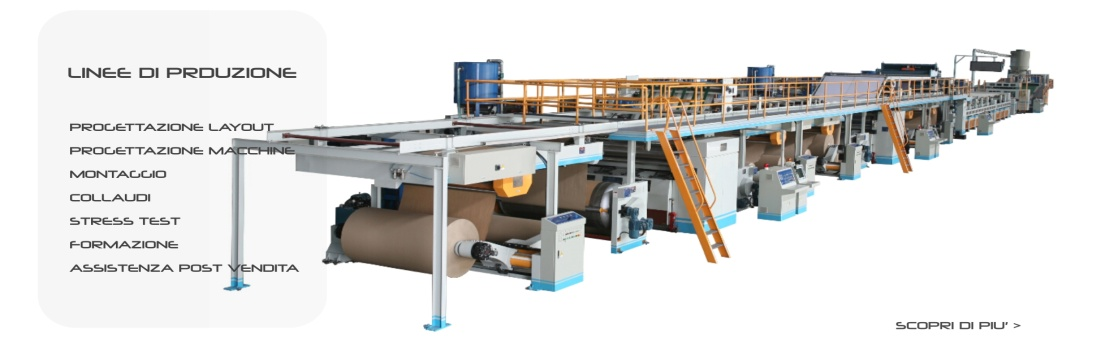 LINEE DI PRDUZIONE
PROGETTAZIONE LAYOUT
PROGETTAZIONE MACCHINE
MONTAGGIO
COLLAUDI
STRESS TEST
FORMAZIONE
ASSISTENZA POST VENDITA
SCOPRI DI PIU' >